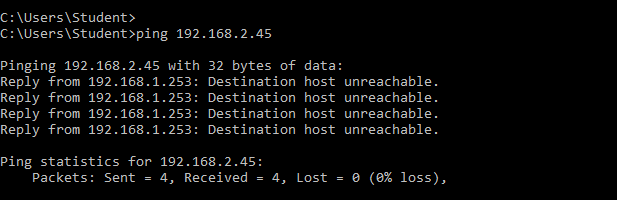 C:\Users\Student>
C:\Users\Student>ping 192.168.2.45
Pinging 192.168.2.45 with 32 bytes of data:
Reply from 192.168.1.253: Destination host unreachable.
Reply from 192.168.1.253: Destination host unreachable.
Reply from 192.168.1.253: Destination host unreachable.
Reply from 192.168.1.253: Destination host unreachable.
Ping statistics for 192.168.2.45:
    Packets: Sent = 4, Received = 4, Lost = 0 (0% loss),